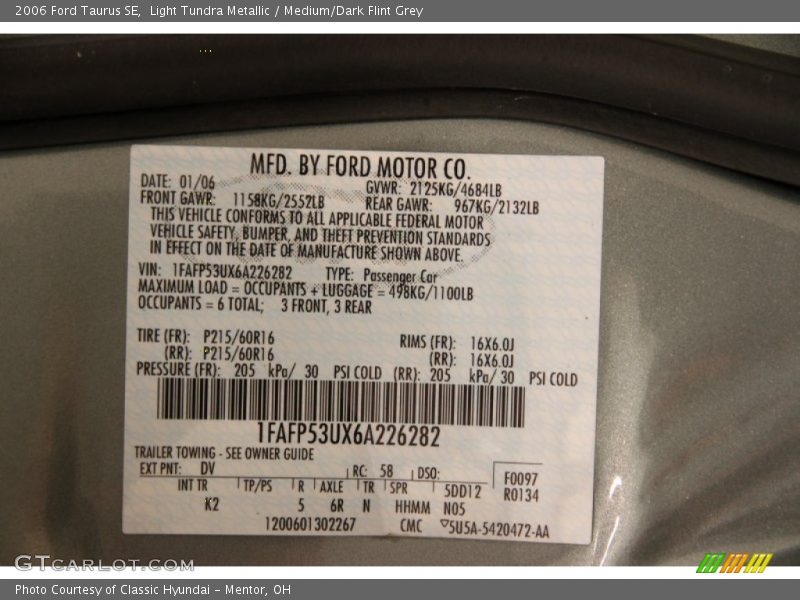 2006 Ford Taurus SE, Light Tundra Metallic / Medium/Dark Flint Grey
MFD. BY FORD MOTOR CO.
DATE: 01/06 GVWR: 2125KG/4684LB
FRONT GAWR: 1158KG/2552LB REAR GAWR: 967KG/2132LB
THIS VEHICLE CONFORMS TO ALL APPLICABLE FEDERAL MOTOR
VEHICLE SAFETY, BUMPER, AND THEFT PREVENTION STANDARDS
IN EFFECT ON THE DATE OF MANUFACTURE SHOWN ABOVE.
VIN: 1FAFP53UX6A226282 TYPE: Passenger Car
MAXIMUM LOAD = OCCUPANTS + LUGGAGE = 498KG/1100LB
OCCUPANTS = 6 TOTAL; 3 FRONT, 3 REAR
TIRE (FR): P215/60R16 RIMS (FR): 16X6.0J
(RR): P215/60R16 (RR): 16X6.0J
PRESSURE (FR): 205 kPa/ 30 PSI COLD (RR): 205 kPa/ 30 PSI COLD
1FAFP53UX6A226282
TRAILER TOWING - SEE OWNER GUIDE
EXT PNT: DV RC: 58 DSO: F0097
INT TR TP/PS R AXLE TR SPR 5DD12 R0134
K2 5 6R N HHMM N05
1200601302267 CMC ▽5U5A-5420472-AA
GTCARLOT.COM
Photo Courtesy of Classic Hyundai - Mentor, OH